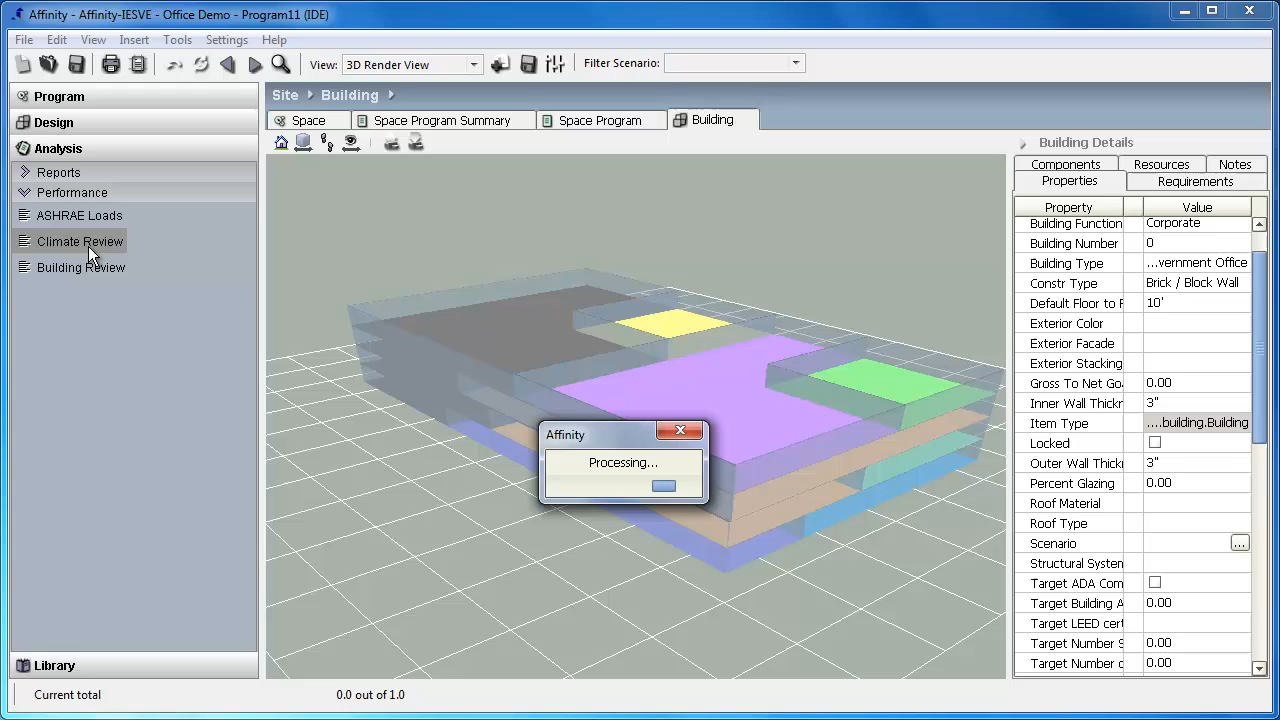 Affinity - Affinity-IESVE - Office Demo - Program11 (IDE)
File Edit View Insert Tools Settings Help
View: 3D Render View Filter Scenario:
Program
Design
Analysis
Reports
Performance
ASHRAE Loads
Climate Review
Building Review
Library
Current total 0.0 out of 1.0
Site Building
Space Space Program Summary Space Program Building
Affinity
Processing...
Building Details
Components Resources Notes
Properties Requirements
Property Value
Building Function Corporate
Building Number 0
Building Type ...vernment Office
Constr Type Brick / Block Wall
Default Floor to F 10'
Exterior Color
Exterior Facade
Exterior Stacking
Gross To Net Go 0.00
Inner Wall Thickn 3"
Item Type ....building.Building
Locked
Outer Wall Thick 3"
Percent Glazing 0.00
Roof Material
Roof Type
Scenario ...
Structural System
Target ADA Com
Target Building A 0.00
Target LEED cert
Target Number S 0.00
Target Number c 0.00